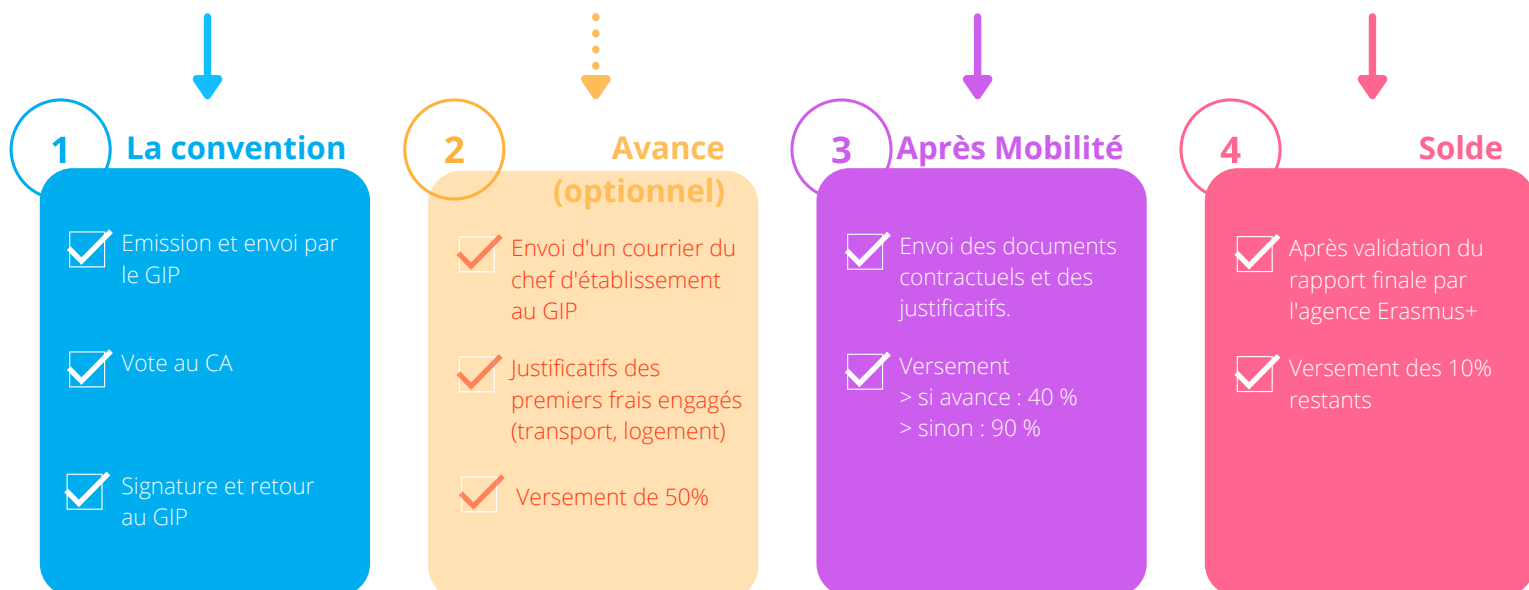 1
La convention
Emission et envoi par
le GIP
Vote au CA
Signature et retour
au GIP
2
Avance
(optionnel)
Envoi d'un courrier du
chef d'établissement
au GIP
Justificatifs des
premiers frais engagés
(transport, logement)
Versement de 50%
3
Après Mobilité
Envoi des documents
contractuels et des
justificatifs.
Versement
> si avance : 40 %
> sinon : 90 %
4
Solde
Après validation du
rapport finale par
l'agence Erasmus+
Versement des 10%
restants